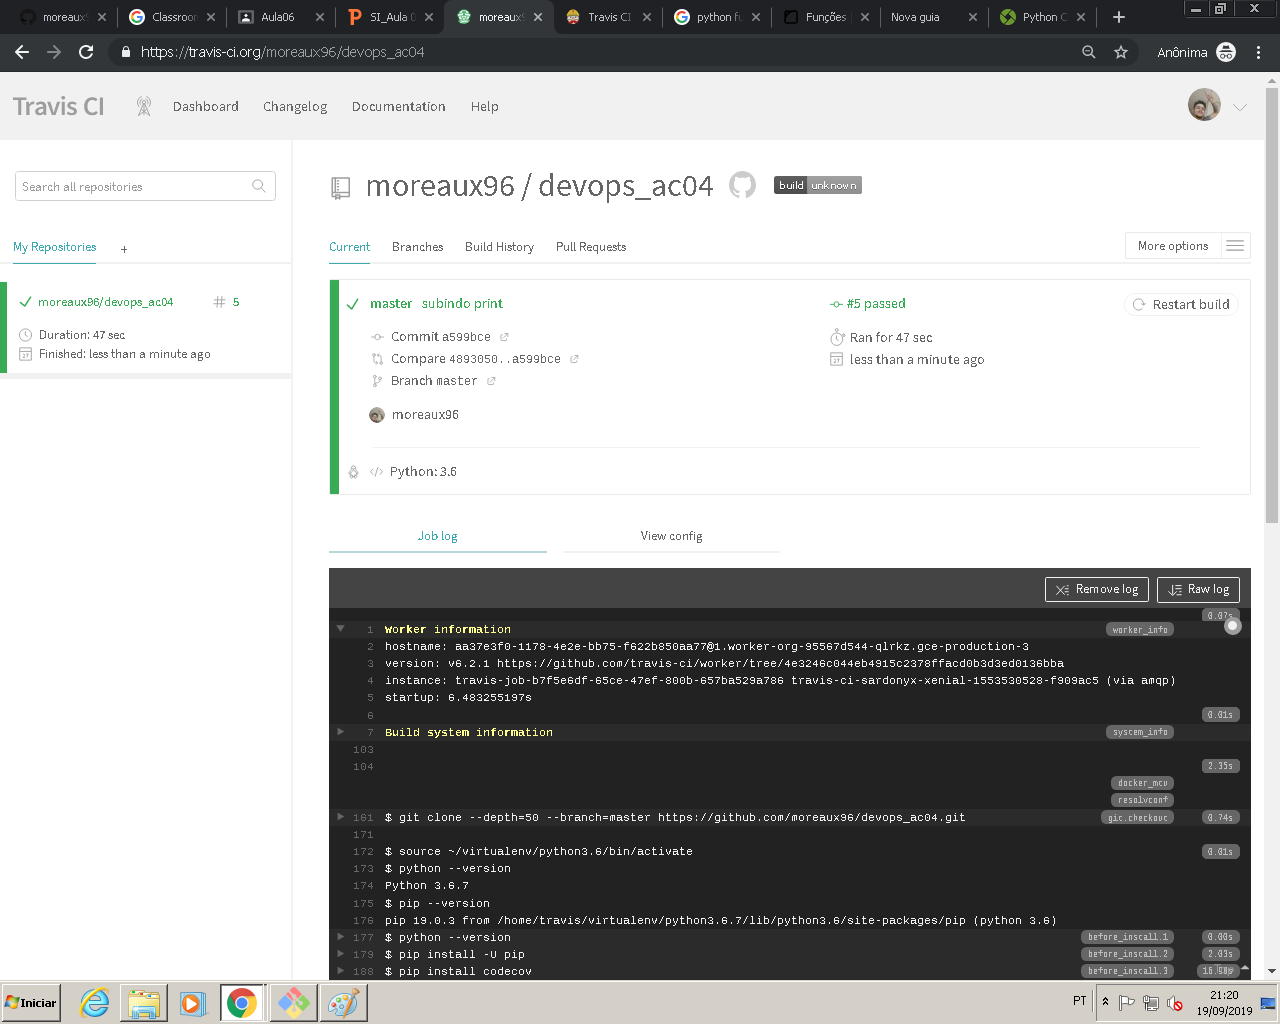 moreaux9
Classroom
Aula06
SI_Aula 0
moreaux9
Travis CI
python fu
Funções
Nova guia
Python C
https://travis-ci.org/moreaux96/devops_ac04
Anônima
Travis CI
Dashboard
Changelog
Documentation
Help
Search all repositories
My Repositories
+
moreaux96/devops_ac04
# 5
Duration: 47 sec
Finished: less than a minute ago
moreaux96 / devops_ac04
build unknown
Current
Branches
Build History
Pull Requests
More options
master subindo print
#5 passed
Restart build
Commit a599bce
Ran for 47 sec
Compare 4893050..a599bce
less than a minute ago
Branch master
moreaux96
Python: 3.6
Job log
View config
Remove log
Raw log
0.07s
1 Worker information worker_info
2 hostname: aa37e3f0-1178-4e2e-bb75-f622b850aa77@1.worker-org-95567d544-qlrkz.gce-production-3
3 version: v6.2.1 https://github.com/travis-ci/worker/tree/4e3246c044eb4915c2378ffacd0b3d3ed0136bba
4 instance: travis-job-b7f5e6df-65ce-47ef-800b-657ba529a786 travis-ci-sardonyx-xenial-1553530528-f909ac5 (via amqp)
5 startup: 6.483255197s
6 0.01s
7 Build system information system_info
103
104 2.35s
docker_mtu
resolvconf
161 $ git clone --depth=50 --branch=master https://github.com/moreaux96/devops_ac04.git git.checkout 0.74s
171
172 $ source ~/virtualenv/python3.6/bin/activate 0.01s
173 $ python --version
174 Python 3.6.7
175 $ pip --version
176 pip 19.0.3 from /home/travis/virtualenv/python3.6.7/lib/python3.6/site-packages/pip (python 3.6)
177 $ python --version before_install.1 0.00s
179 $ pip install -U pip before_install.2 2.03s
188 $ pip install codecov before_install.3
Iniciar
PT
21:20
19/09/2019